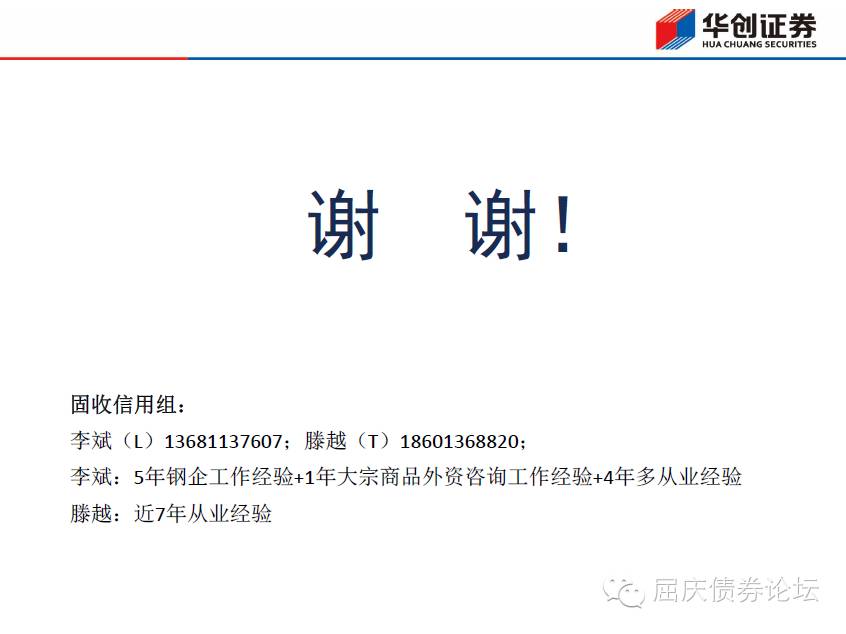 华创证券
HUA CHUANG SECURITIES
谢 谢！
固收信用组：
李斌（L）13681137607；滕越（T）18601368820；
李斌：5年钢企工作经验+1年大宗商品外资咨询工作经验+4年多从业经验
滕越：近7年从业经验
屈庆债券论坛